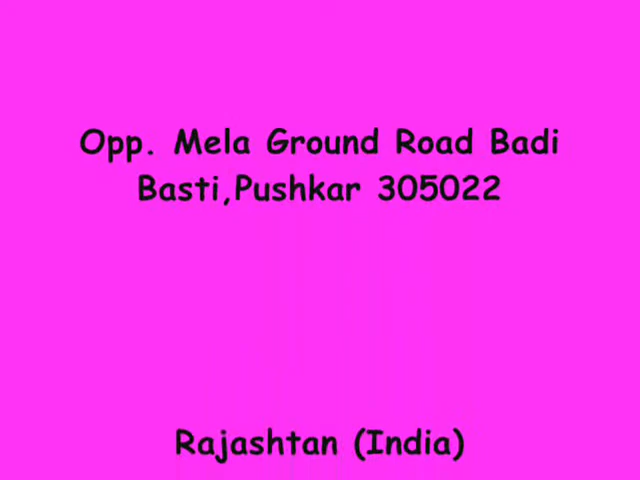 Opp. Mela Ground Road Badi
Basti,Pushkar 305022
Rajashtan (India)